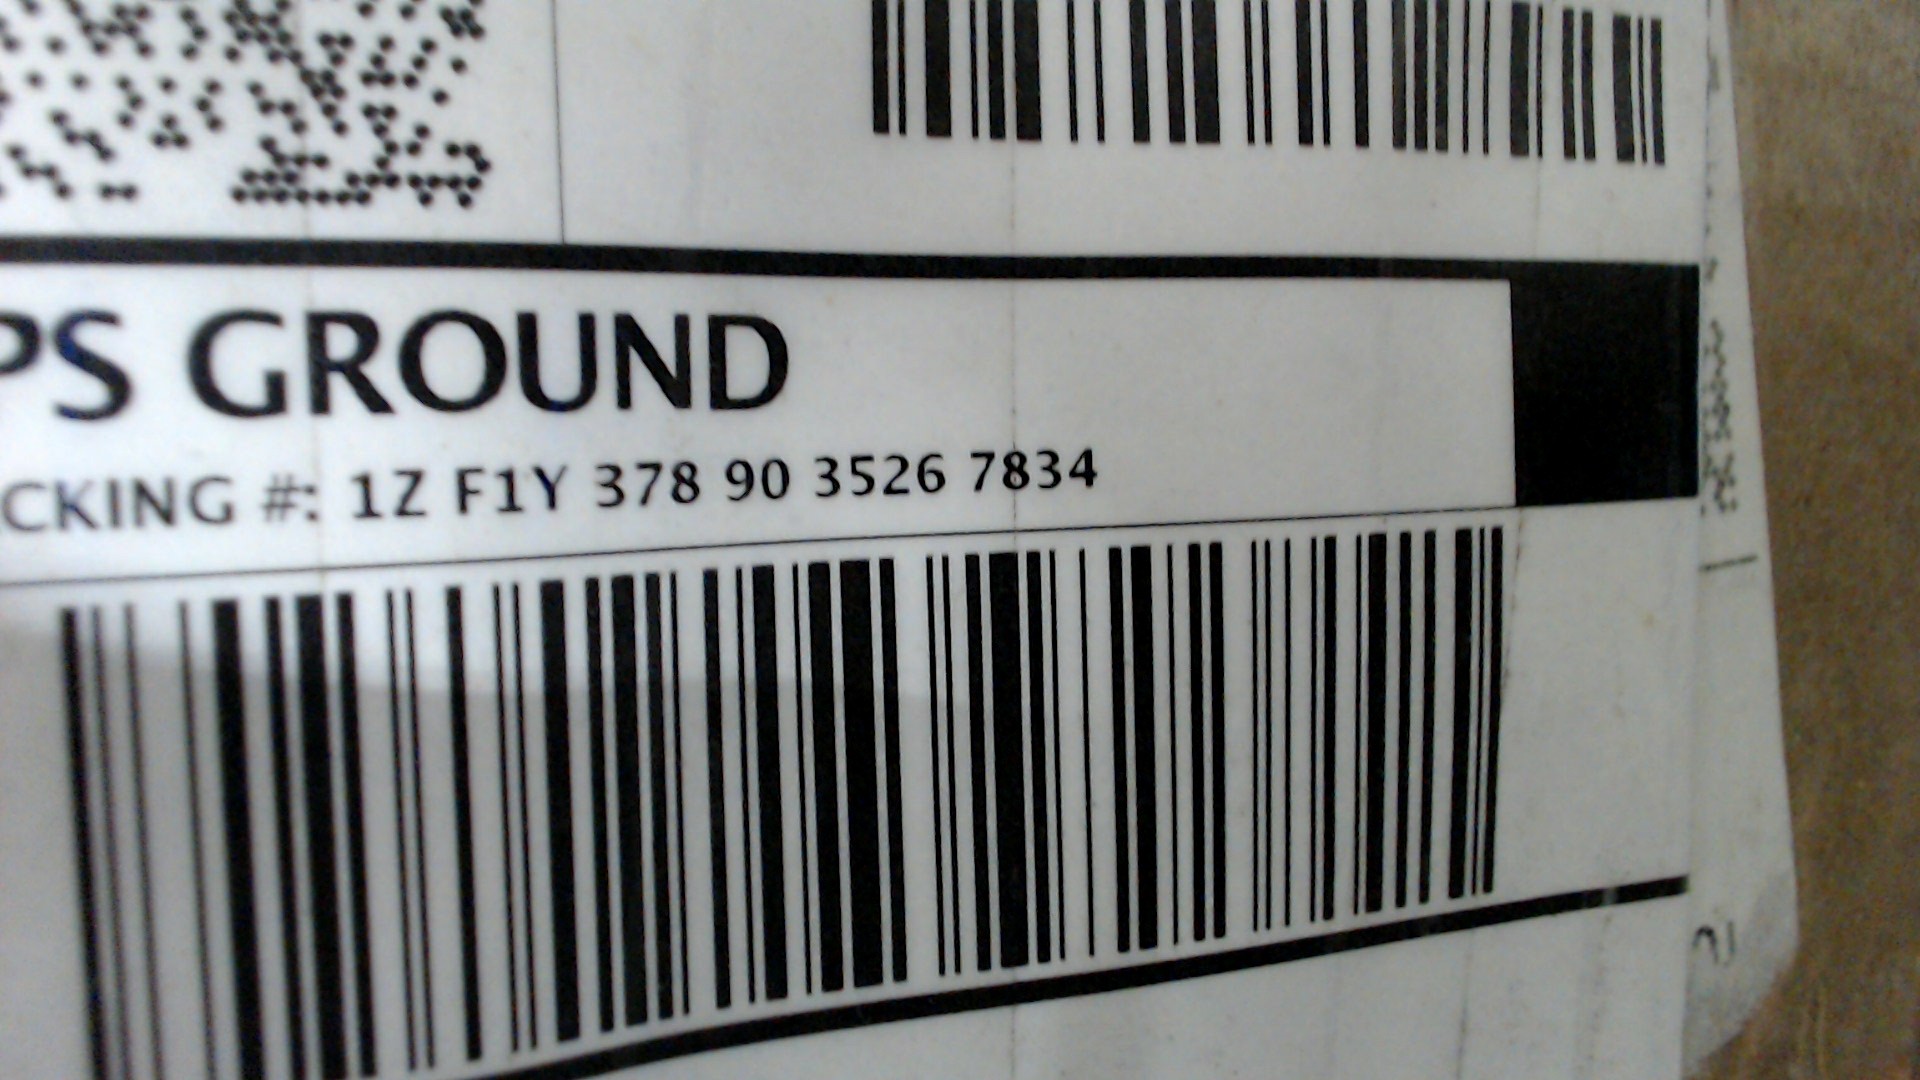 PS GROUND
CKING #: 1Z F1Y 378 90 3526 7834